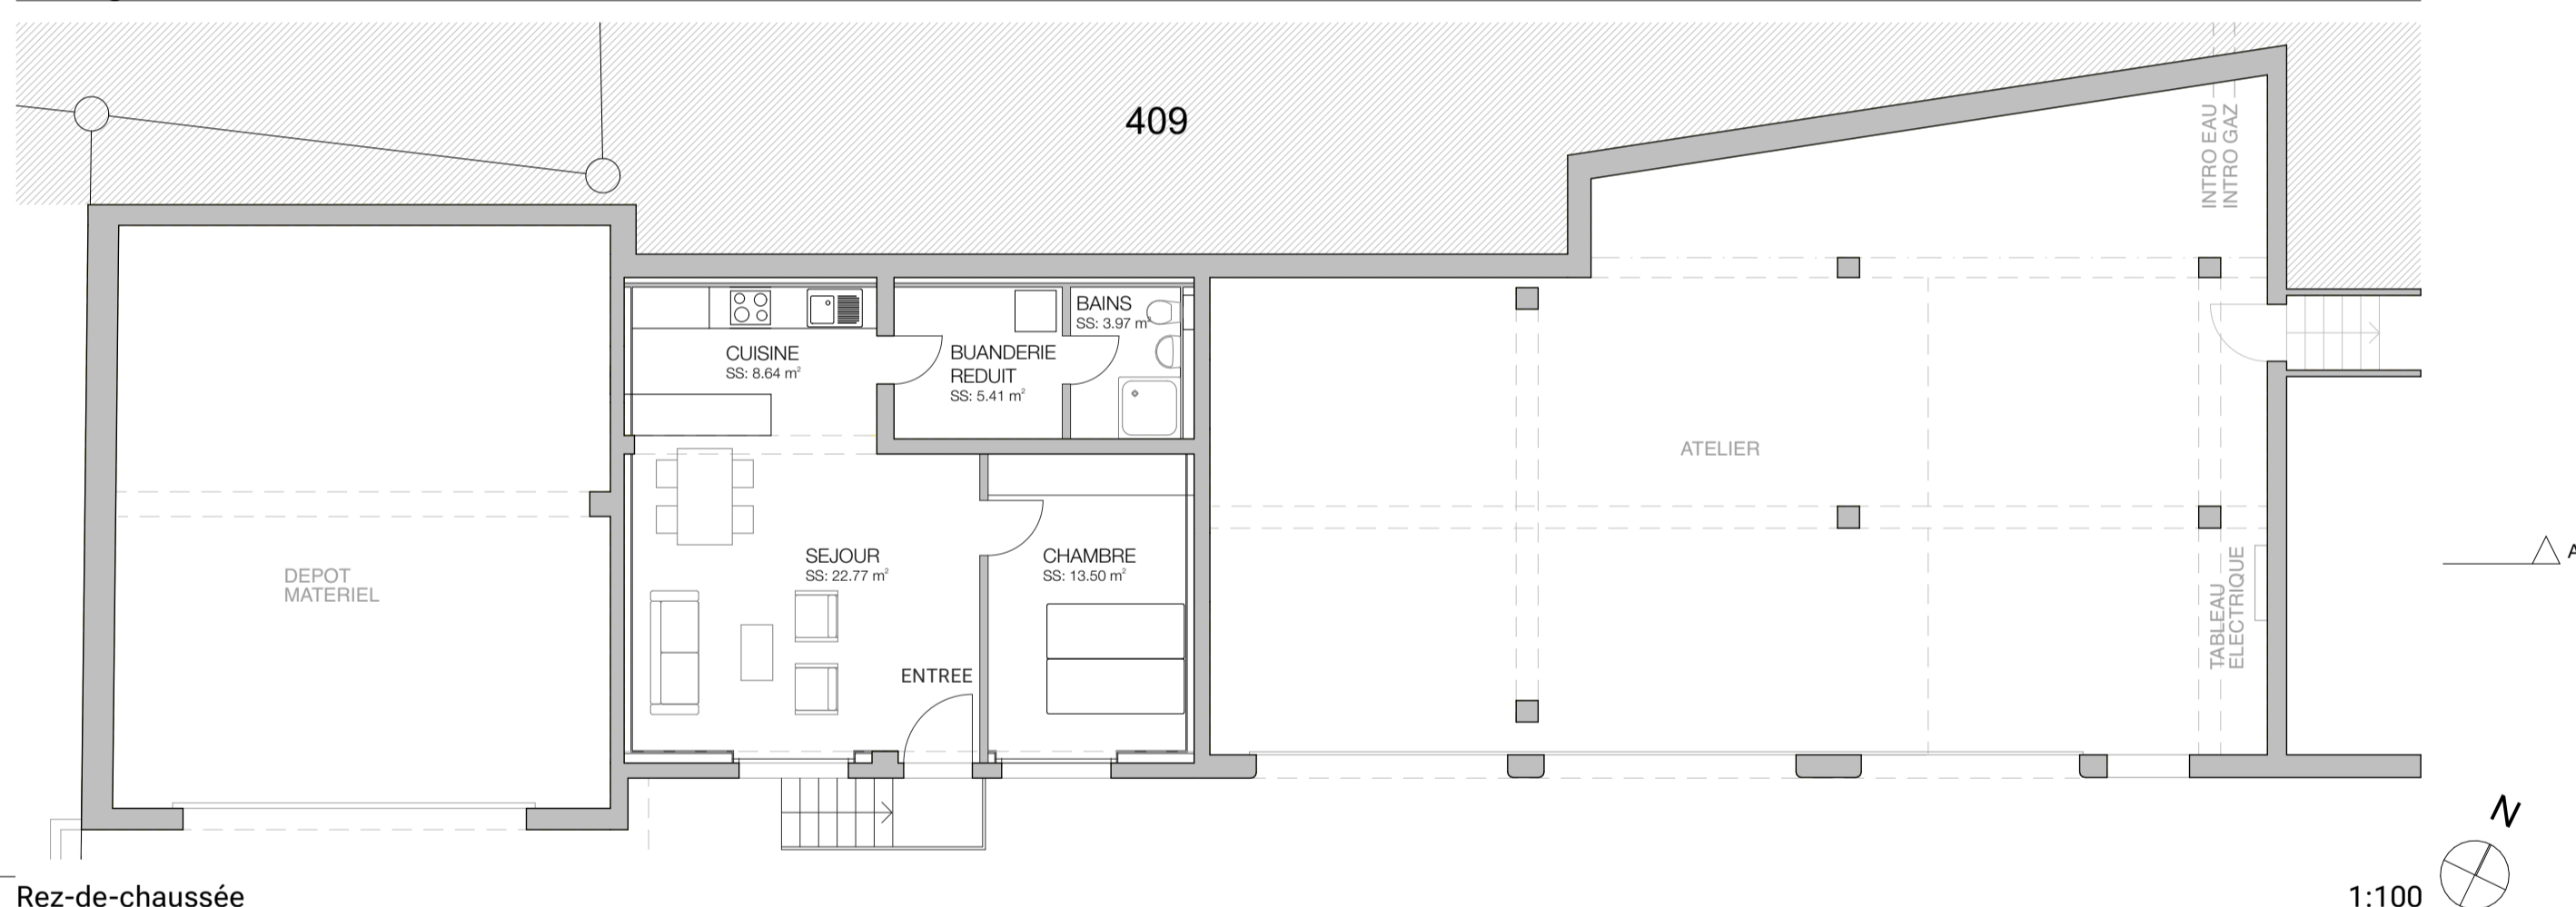 409
INTRO EAU
INTRO GAZ
CUISINE
SS: 8.64 m²
BUANDERIE
REDUIT
SS: 5.41 m²
BAINS
SS: 3.97 m²
ATELIER
DEPOT
MATERIEL
SEJOUR
SS: 22.77 m²
CHAMBRE
SS: 13.50 m²
ENTREE
TABLEAU
ELECTRIQUE
A
N
Rez-de-chaussée
1:100